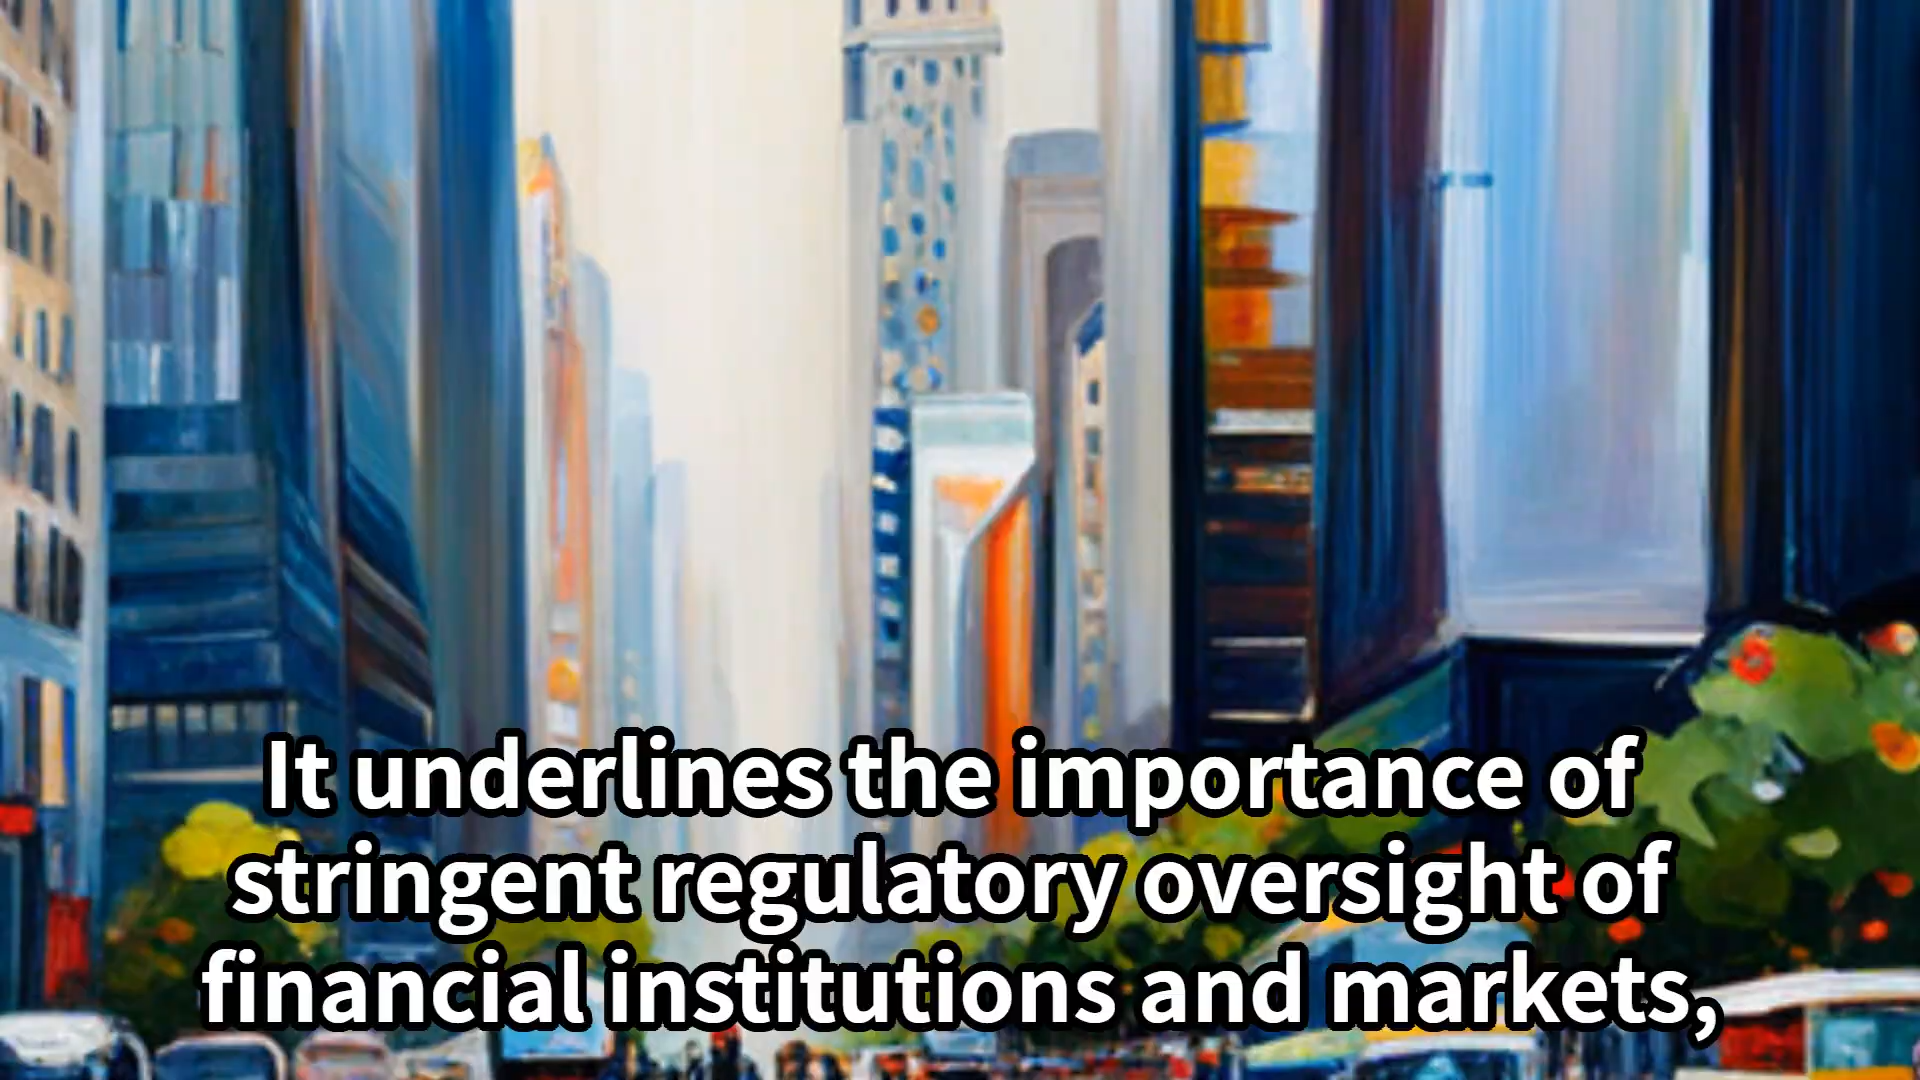 It underlines the importance of
stringent regulatory oversight of
financial institutions and markets,